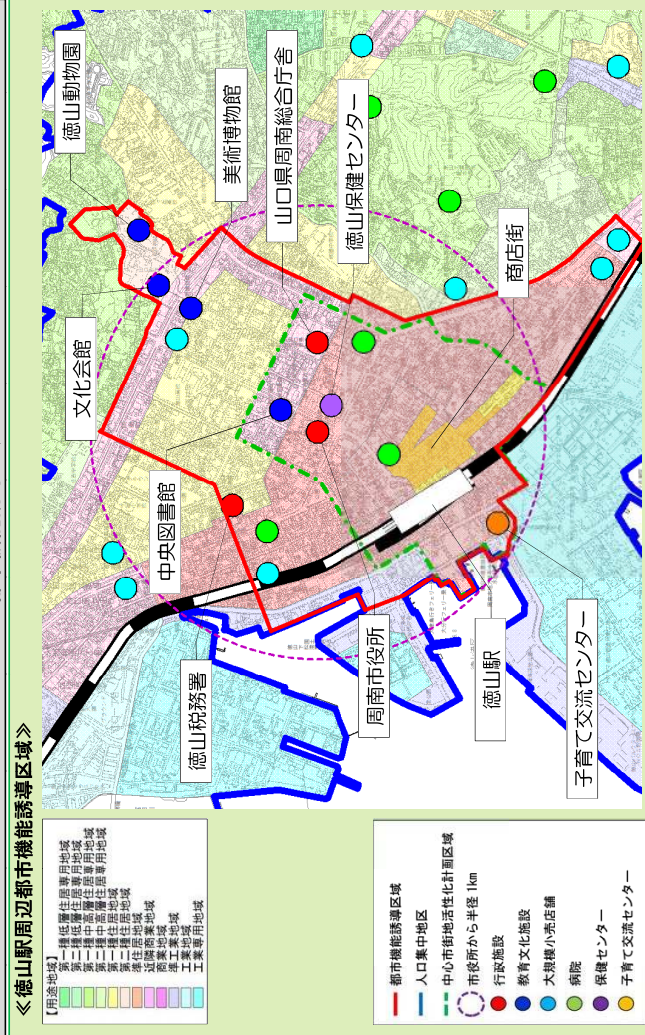 ≪徳山駅周辺都市機能誘導区域≫
【用途地域】
第一種低層住居専用地域
第二種低層住居専用地域
第一種中高層住居専用地域
第二種中高層住居専用地域
第一種住居地域
第二種住居地域
準住居地域
近隣商業地域
商業地域
準工業地域
工業地域
工業専用地域
都市機能誘導区域
人口集中地区
中心市街地活性化計画区域
市役所から半径 1km
行政施設
教育文化施設
大規模小売店舗
病院
保健センター
子育て交流センター
徳山動物園
文化会館
美術博物館
山口県周南総合庁舎
徳山保健センター
商店街
中央図書館
徳山税務署
周南市役所
徳山駅
子育て交流センター